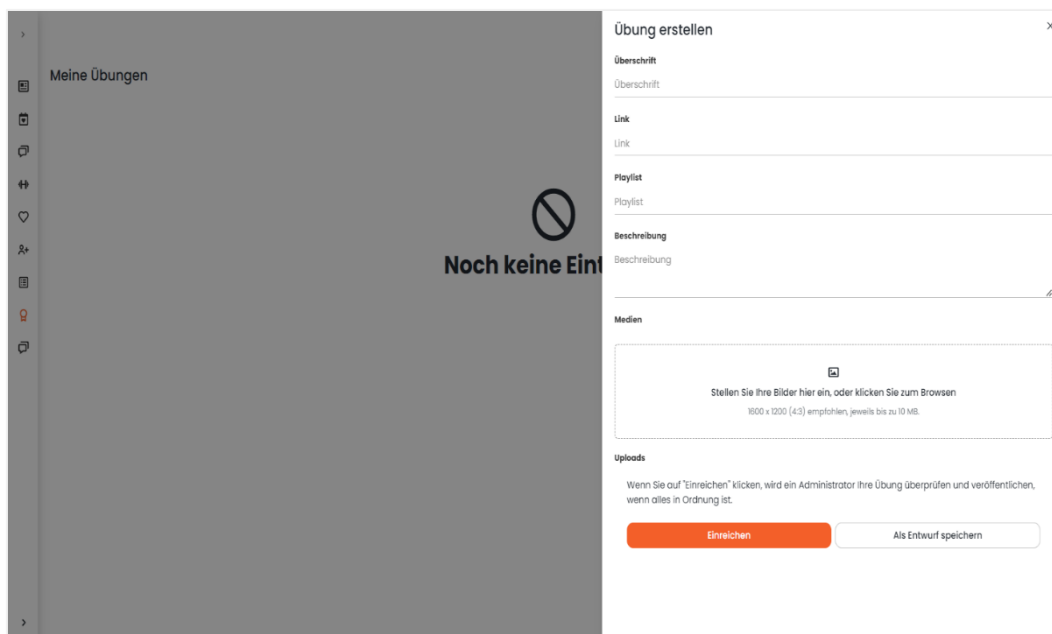 Meine Übungen
Noch keine Eint
Übung erstellen
Überschrift
Überschrift
Link
Link
Playlist
Playlist
Beschreibung
Beschreibung
Medien
Stellen Sie Ihre Bilder hier ein, oder klicken Sie zum Browsen
1600 x 1200 (4:3) empfohlen, jeweils bis zu 10 MB.
Uploads
Wenn Sie auf "Einreichen" klicken, wird ein Administrator Ihre Übung überprüfen und veröffentlichen,
wenn alles in Ordnung ist.
Einreichen
Als Entwurf speichern